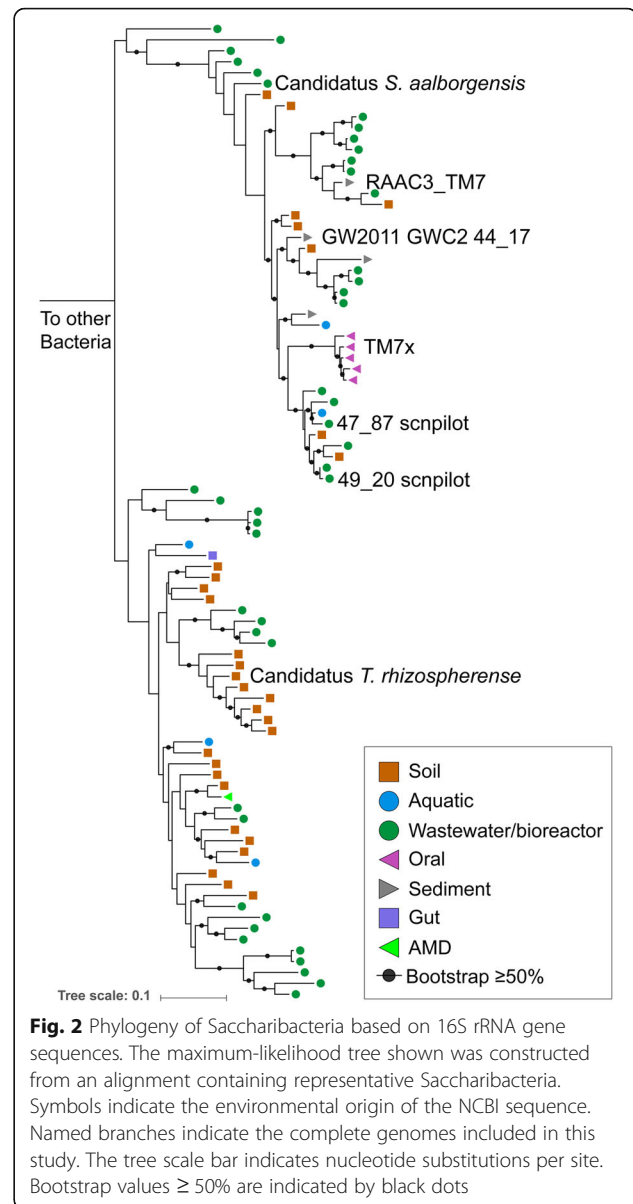 Candidatus S. aalborgensis
RAAC3_TM7
GW2011 GWC2 44_17
To other
Bacteria
TM7x
47_87 scnpilot
49_20 scnpilot
Candidatus T. rhizospherense
Soil
Aquatic
Wastewater/bioreactor
Oral
Sediment
Gut
AMD
Bootstrap ≥50%
Tree scale: 0.1
Fig. 2 Phylogeny of Saccharibacteria based on 16S rRNA gene
sequences. The maximum-likelihood tree shown was constructed
from an alignment containing representative Saccharibacteria.
Symbols indicate the environmental origin of the NCBI sequence.
Named branches indicate the complete genomes included in this
study. The tree scale bar indicates nucleotide substitutions per site.
Bootstrap values ≥ 50% are indicated by black dots